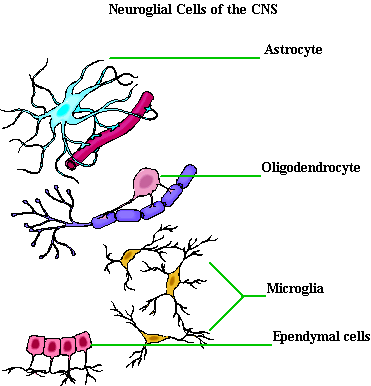 Neuroglial Cells of the CNS
Astrocyte
Oligodendrocyte
Microglia
Ependymal cells